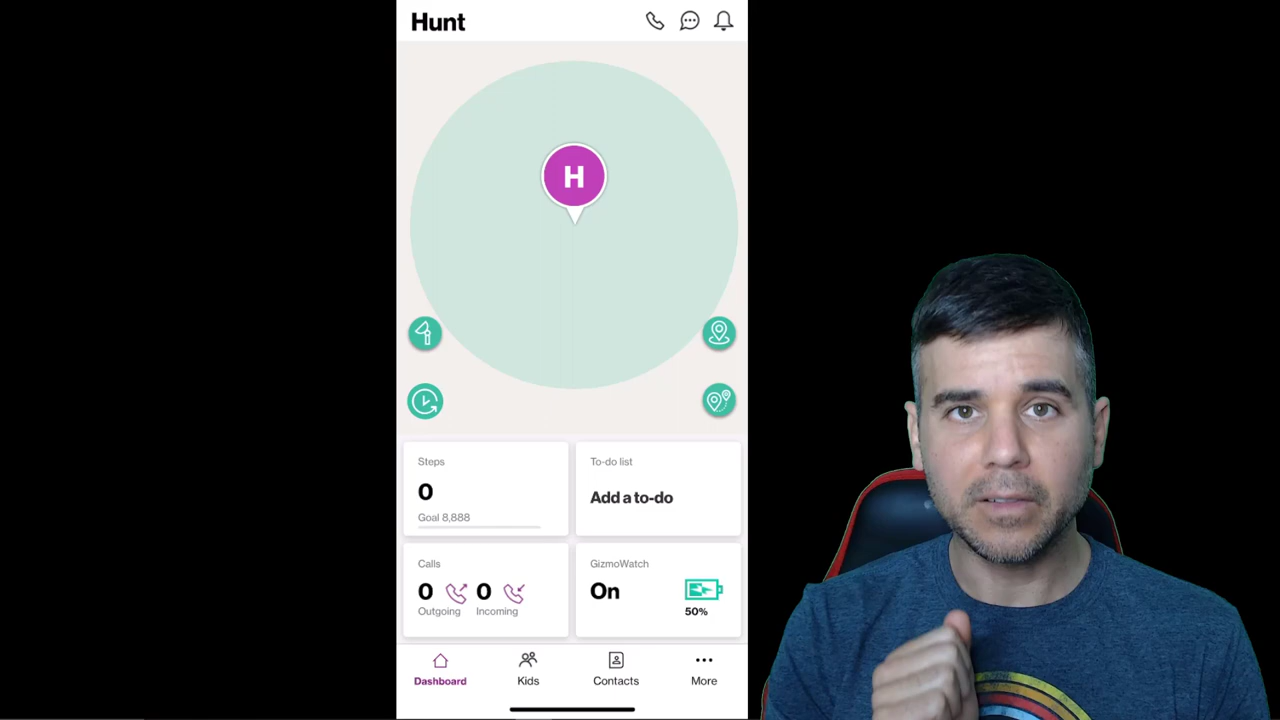 Hunt
H
Steps
0
Goal 8,888
To-do list
Add a to-do
Calls
0 0
Outgoing Incoming
GizmoWatch
On
50%
Dashboard Kids Contacts More